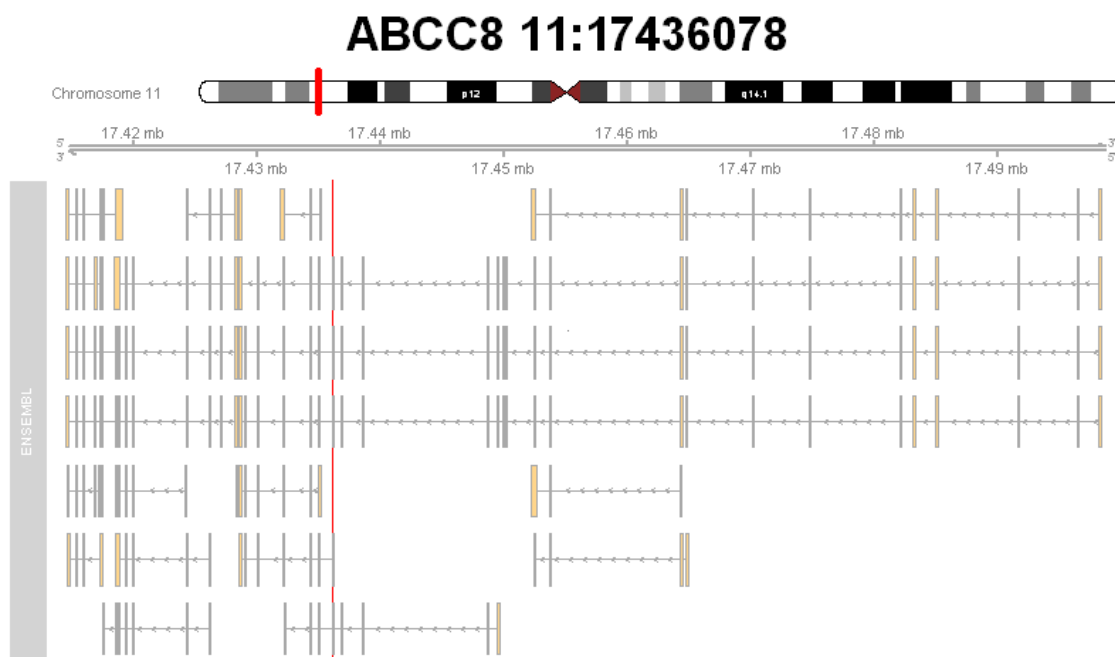 ABCC8 11:17436078
Chromosome 11
p12
q14.1
17.42 mb
17.44 mb
17.46 mb
17.48 mb
5'
3'
3'
5'
17.43 mb
17.45 mb
17.47 mb
17.49 mb
ENSEMBL